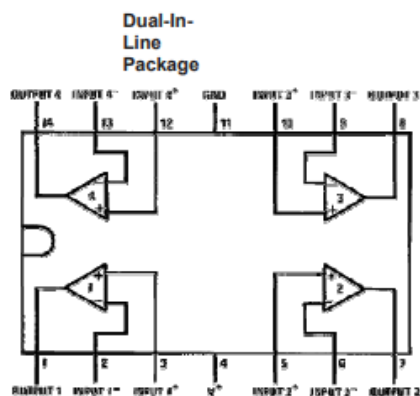 Dual-In-
Line
Package
OUTPUT 4 INPUT 4⁻ INPUT 4⁺ GND INPUT 3⁺ INPUT 3⁻ OUTPUT 3
14 13 12 11 10 9 8
4 3
1 2
1 2 3 4 5 6 7
OUTPUT 1 INPUT 1⁻ INPUT 1⁺ V⁺ INPUT 2⁺ INPUT 2⁻ OUTPUT 2